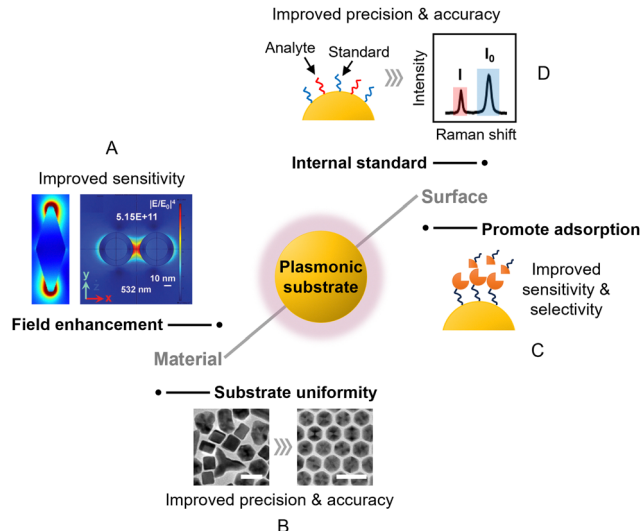 Improved precision & accuracy
Analyte
Standard
Intensity
I
I0
Raman shift
D
A
Improved sensitivity
|E/E0|4
5.15E+11
y
z
x
10 nm
532 nm
Internal standard
Surface
Promote adsorption
Plasmonic
substrate
Improved
sensitivity &
selectivity
C
Field enhancement
Material
Substrate uniformity
Improved precision & accuracy
B